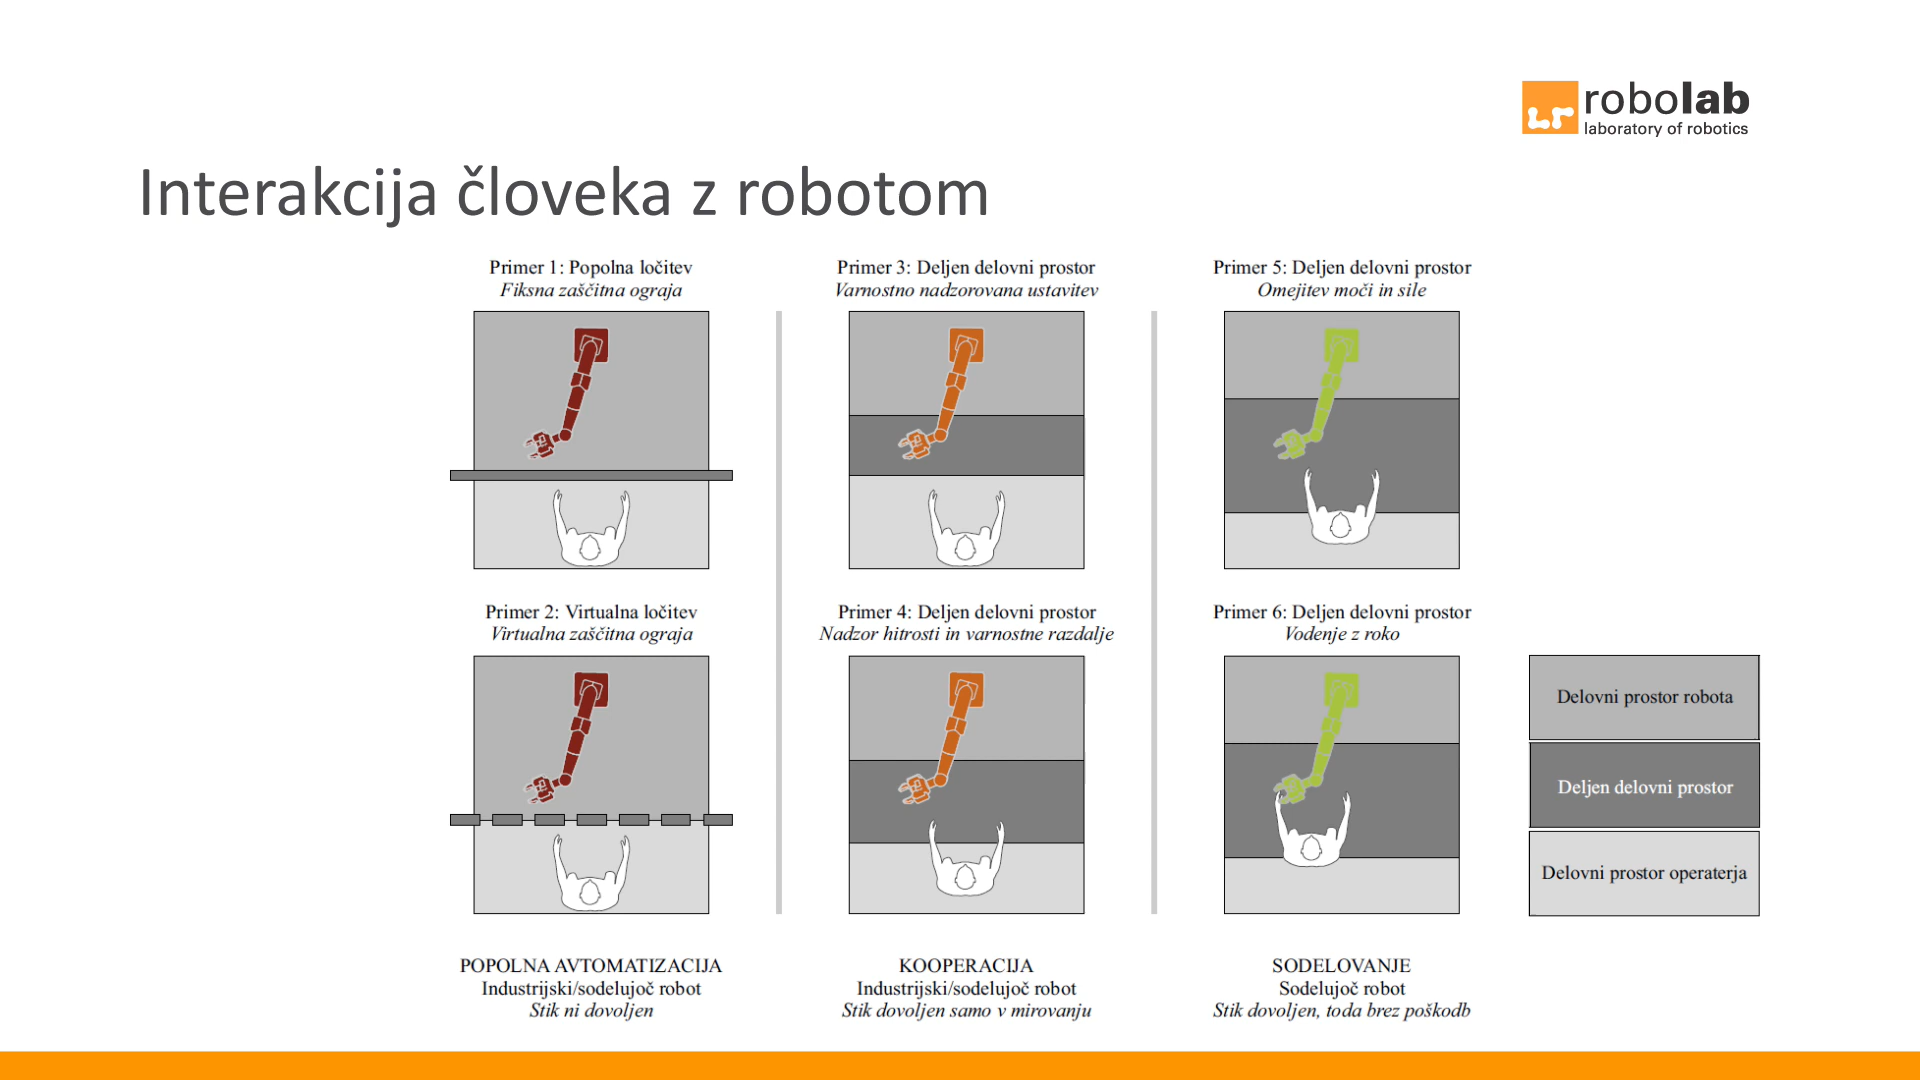 robolab
laboratory of robotics
Interakcija človeka z robotom
Primer 1: Popolna ločitev
Fiksna zaščitna ograja
Primer 3: Deljen delovni prostor
Varnostno nadzorovana ustavitev
Primer 5: Deljen delovni prostor
Omejitev moči in sile
Primer 2: Virtualna ločitev
Virtualna zaščitna ograja
Primer 4: Deljen delovni prostor
Nadzor hitrosti in varnostne razdalje
Primer 6: Deljen delovni prostor
Vodenje z roko
Delovni prostor robota
Deljen delovni prostor
Delovni prostor operaterja
POPOLNA AVTOMATIZACIJA
Industrijski/sodelujoč robot
Stik ni dovoljen
KOOPERACIJA
Industrijski/sodelujoč robot
Stik dovoljen samo v mirovanju
SODELOVANJE
Sodelujoč robot
Stik dovoljen, toda brez poškodb